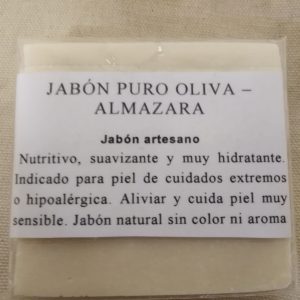 JABÓN PURO OLIVA –
ALMAZARA
Jabón artesano
Nutritivo, suavizante y muy hidratante.
Indicado para piel de cuidados extremos
o hipoalérgica. Aliviar y cuida piel muy
sensible. Jabón natural sin color ni aroma